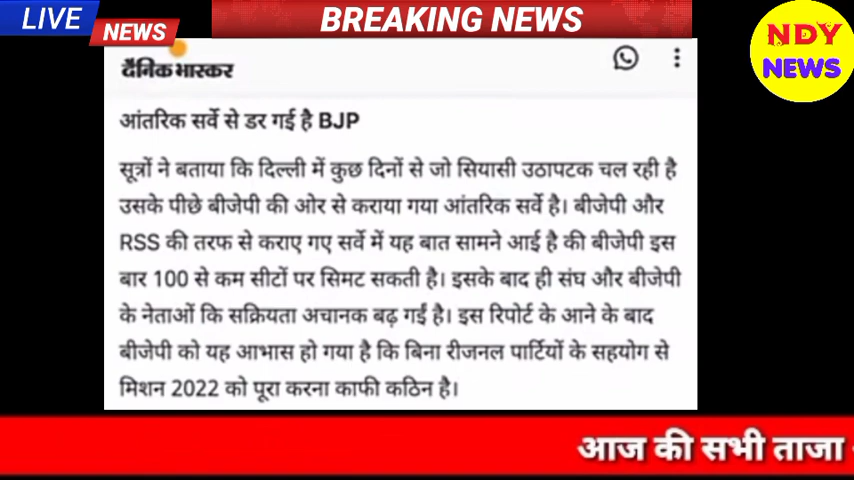 LIVE
NEWS
BREAKING NEWS
NDY
NEWS
दैनिक भास्कर
आंतरिक सर्वे से डर गई है BJP
सूत्रों ने बताया कि दिल्ली में कुछ दिनों से जो सियासी उठापटक चल रही है
उसके पीछे बीजेपी की ओर से कराया गया आंतरिक सर्वे है। बीजेपी और
RSS की तरफ से कराए गए सर्वे में यह बात सामने आई है की बीजेपी इस
बार 100 से कम सीटों पर सिमट सकती है। इसके बाद ही संघ और बीजेपी
के नेताओं कि सक्रियता अचानक बढ़ गईं है। इस रिपोर्ट के आने के बाद
बीजेपी को यह आभास हो गया है कि बिना रीजनल पार्टियों के सहयोग से
मिशन 2022 को पूरा करना काफी कठिन है।
आज की सभी ताजा